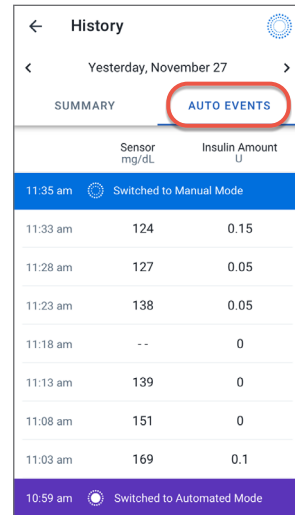 History
Yesterday, November 27
SUMMARY AUTO EVENTS
Sensor Insulin Amount
mg/dL U
11:35 am Switched to Manual Mode
11:33 am 124 0.15
11:28 am 127 0.05
11:23 am 138 0.05
11:18 am - - 0
11:13 am 139 0
11:08 am 151 0
11:03 am 169 0.1
10:59 am Switched to Automated Mode